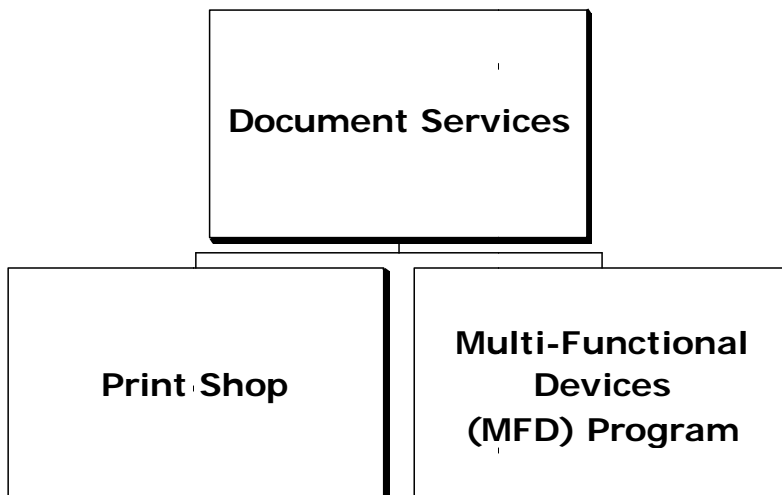 Document Services
Print Shop
Multi-Functional
Devices
(MFD) Program